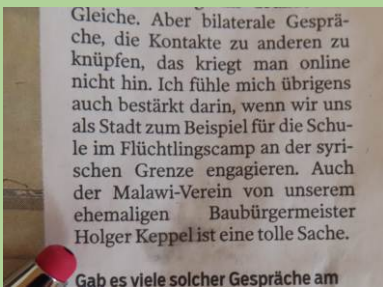 Gleiche. Aber bilaterale Gesprä-
che, die Kontakte zu anderen zu
knüpfen, das kriegt man online
nicht hin. Ich fühle mich übrigens
auch bestärkt darin, wenn wir uns
als Stadt zum Beispiel für die Schu-
le im Flüchtlingscamp an der syri-
schen Grenze engagieren. Auch
der Malawi-Verein von unserem
ehemaligen Baubürgermeister
Holger Keppel ist eine tolle Sache.
Gab es viele solcher Gespräche am